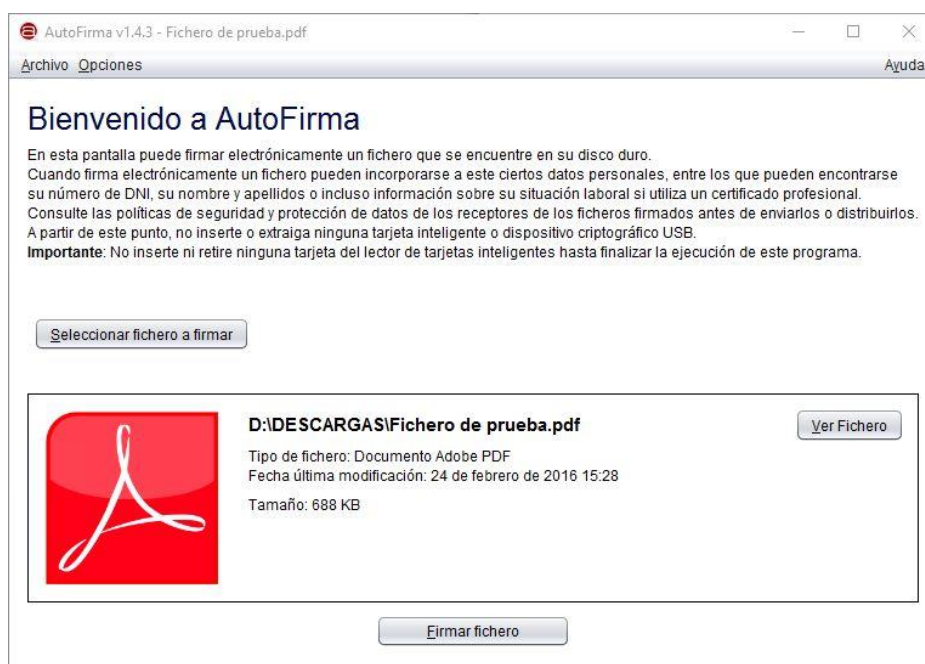 AutoFirma v1.4.3 - Fichero de prueba.pdf
Archivo Opciones Ayuda
Bienvenido a AutoFirma
En esta pantalla puede firmar electrónicamente un fichero que se encuentre en su disco duro.
Cuando firma electrónicamente un fichero pueden incorporarse a este ciertos datos personales, entre los que pueden encontrarse
su número de DNI, su nombre y apellidos o incluso información sobre su situación laboral si utiliza un certificado profesional.
Consulte las políticas de seguridad y protección de datos de los receptores de los ficheros firmados antes de enviarlos o distribuirlos.
A partir de este punto, no inserte o extraiga ninguna tarjeta inteligente o dispositivo criptográfico USB.
Importante: No inserte ni retire ninguna tarjeta del lector de tarjetas inteligentes hasta finalizar la ejecución de este programa.
Seleccionar fichero a firmar
D:\DESCARGAS\Fichero de prueba.pdf
Ver Fichero
Tipo de fichero: Documento Adobe PDF
Fecha última modificación: 24 de febrero de 2016 15:28
Tamaño: 688 KB
Firmar fichero